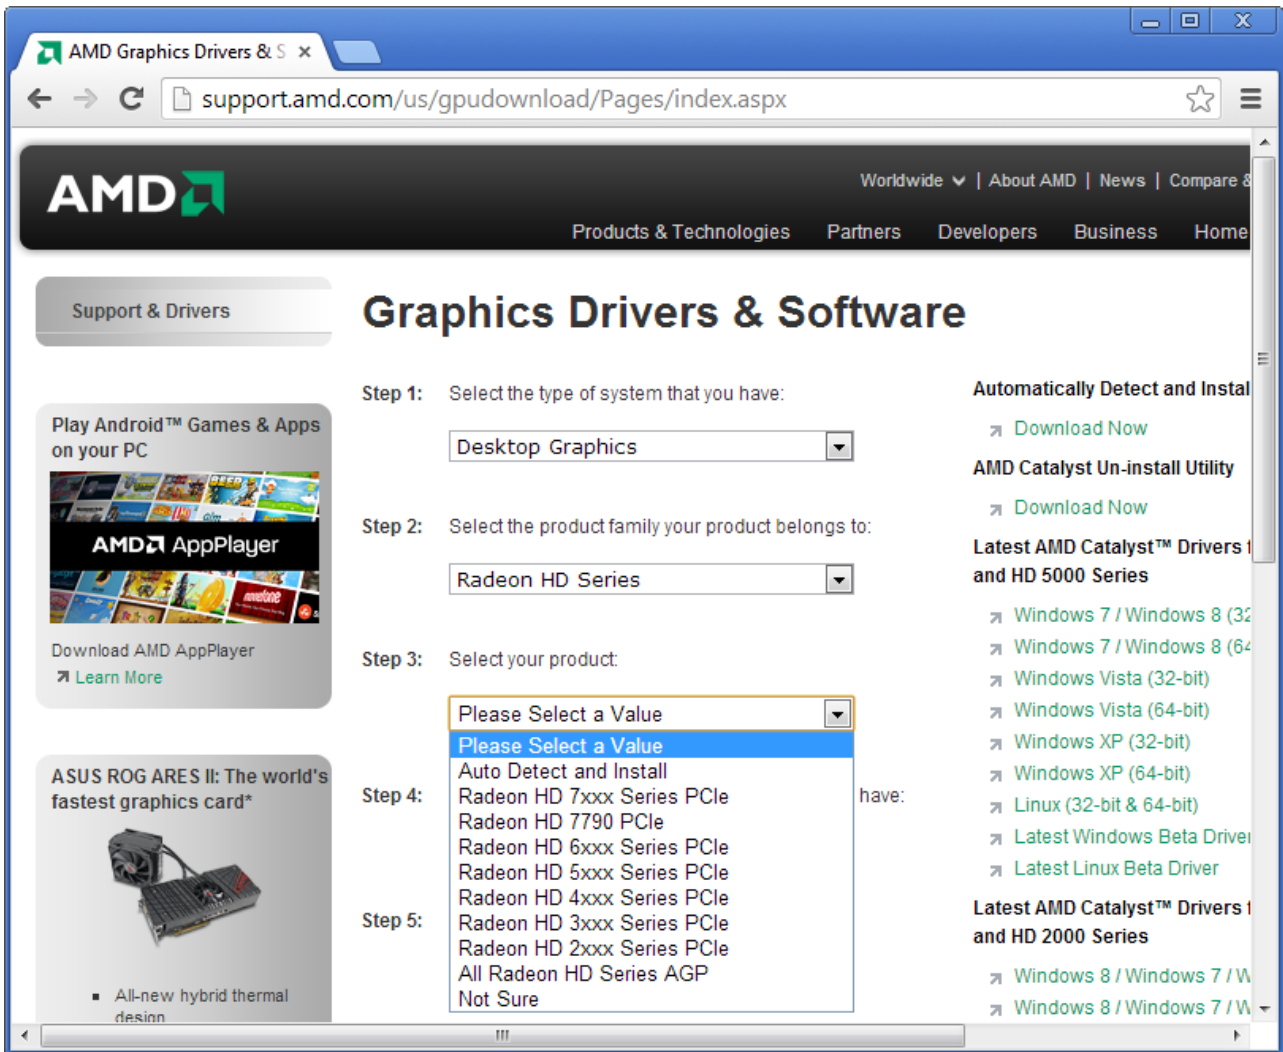 AMD Graphics Drivers & S
support.amd.com/us/gpudownload/Pages/index.aspx
AMD
Worldwide | About AMD | News | Compare &
Products & Technologies Partners Developers Business Home
Support & Drivers
Play Android™ Games & Apps
on your PC
AMD AppPlayer
Download AMD AppPlayer
Learn More
ASUS ROG ARES II: The world's
fastest graphics card*
All-new hybrid thermal
design
Graphics Drivers & Software
Step 1: Select the type of system that you have:
Desktop Graphics
Step 2: Select the product family your product belongs to:
Radeon HD Series
Step 3: Select your product:
Please Select a Value
Please Select a Value
Auto Detect and Install
Radeon HD 7xxx Series PCIe
Radeon HD 7790 PCIe
Radeon HD 6xxx Series PCIe
Radeon HD 5xxx Series PCIe
Radeon HD 4xxx Series PCIe
Radeon HD 3xxx Series PCIe
Radeon HD 2xxx Series PCIe
All Radeon HD Series AGP
Not Sure
Step 4: have:
Step 5:
Automatically Detect and Instal
Download Now
AMD Catalyst Un-install Utility
Download Now
Latest AMD Catalyst™ Drivers f
and HD 5000 Series
Windows 7 / Windows 8 (32
Windows 7 / Windows 8 (64
Windows Vista (32-bit)
Windows Vista (64-bit)
Windows XP (32-bit)
Windows XP (64-bit)
Linux (32-bit & 64-bit)
Latest Windows Beta Driver
Latest Linux Beta Driver
Latest AMD Catalyst™ Drivers f
and HD 2000 Series
Windows 8 / Windows 7 / W
Windows 8 / Windows 7 / W